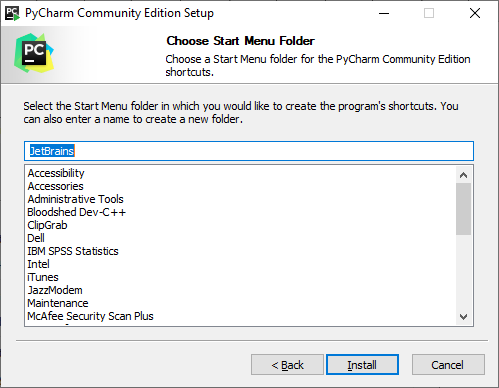 PyCharm Community Edition Setup
PC
Choose Start Menu Folder
Choose a Start Menu folder for the PyCharm Community Edition
shortcuts.
Select the Start Menu folder in which you would like to create the program's shortcuts. You
can also enter a name to create a new folder.
JetBrains
Accessibility
Accessories
Administrative Tools
Bloodshed Dev-C++
ClipGrab
Dell
IBM SPSS Statistics
Intel
iTunes
JazzModem
Maintenance
McAfee Security Scan Plus
< Back
Install
Cancel